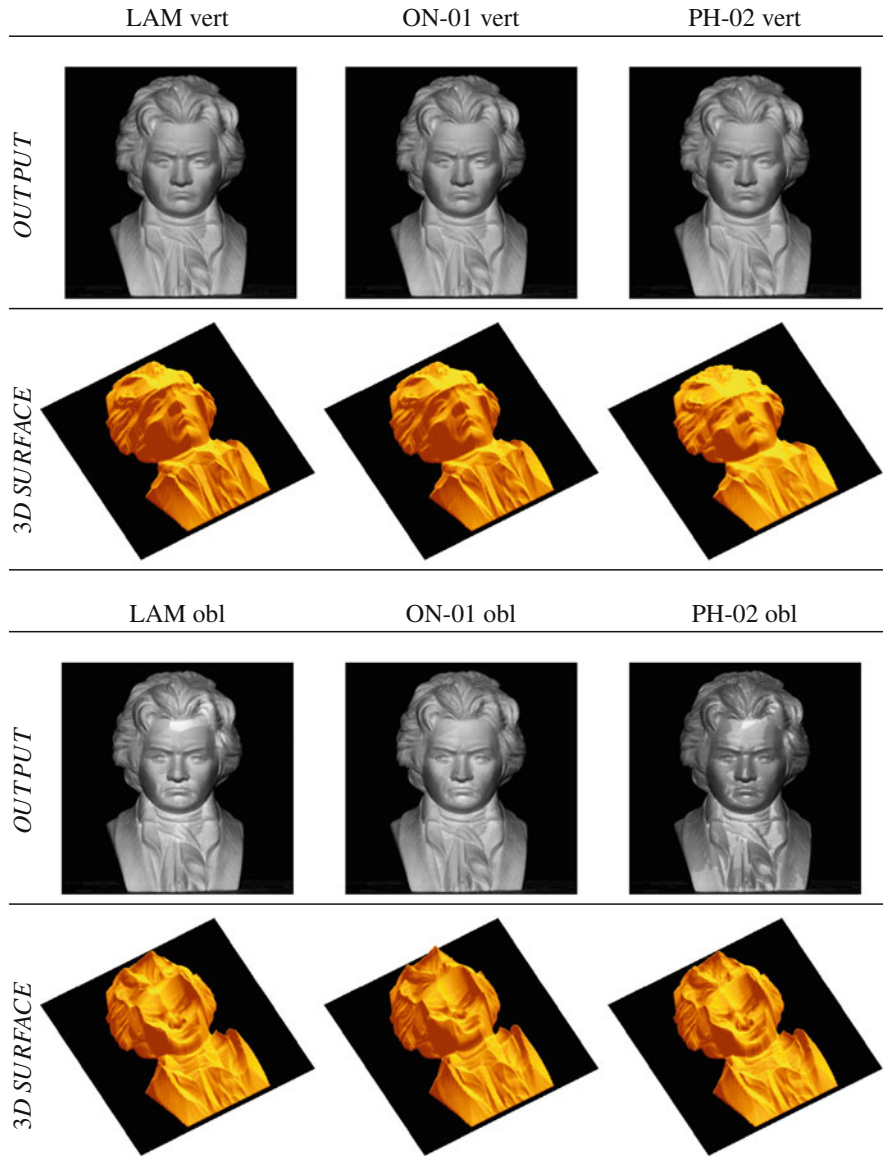 LAM vert ON-01 vert PH-02 vert
OUTPUT
3D SURFACE
LAM obl ON-01 obl PH-02 obl
OUTPUT
3D SURFACE